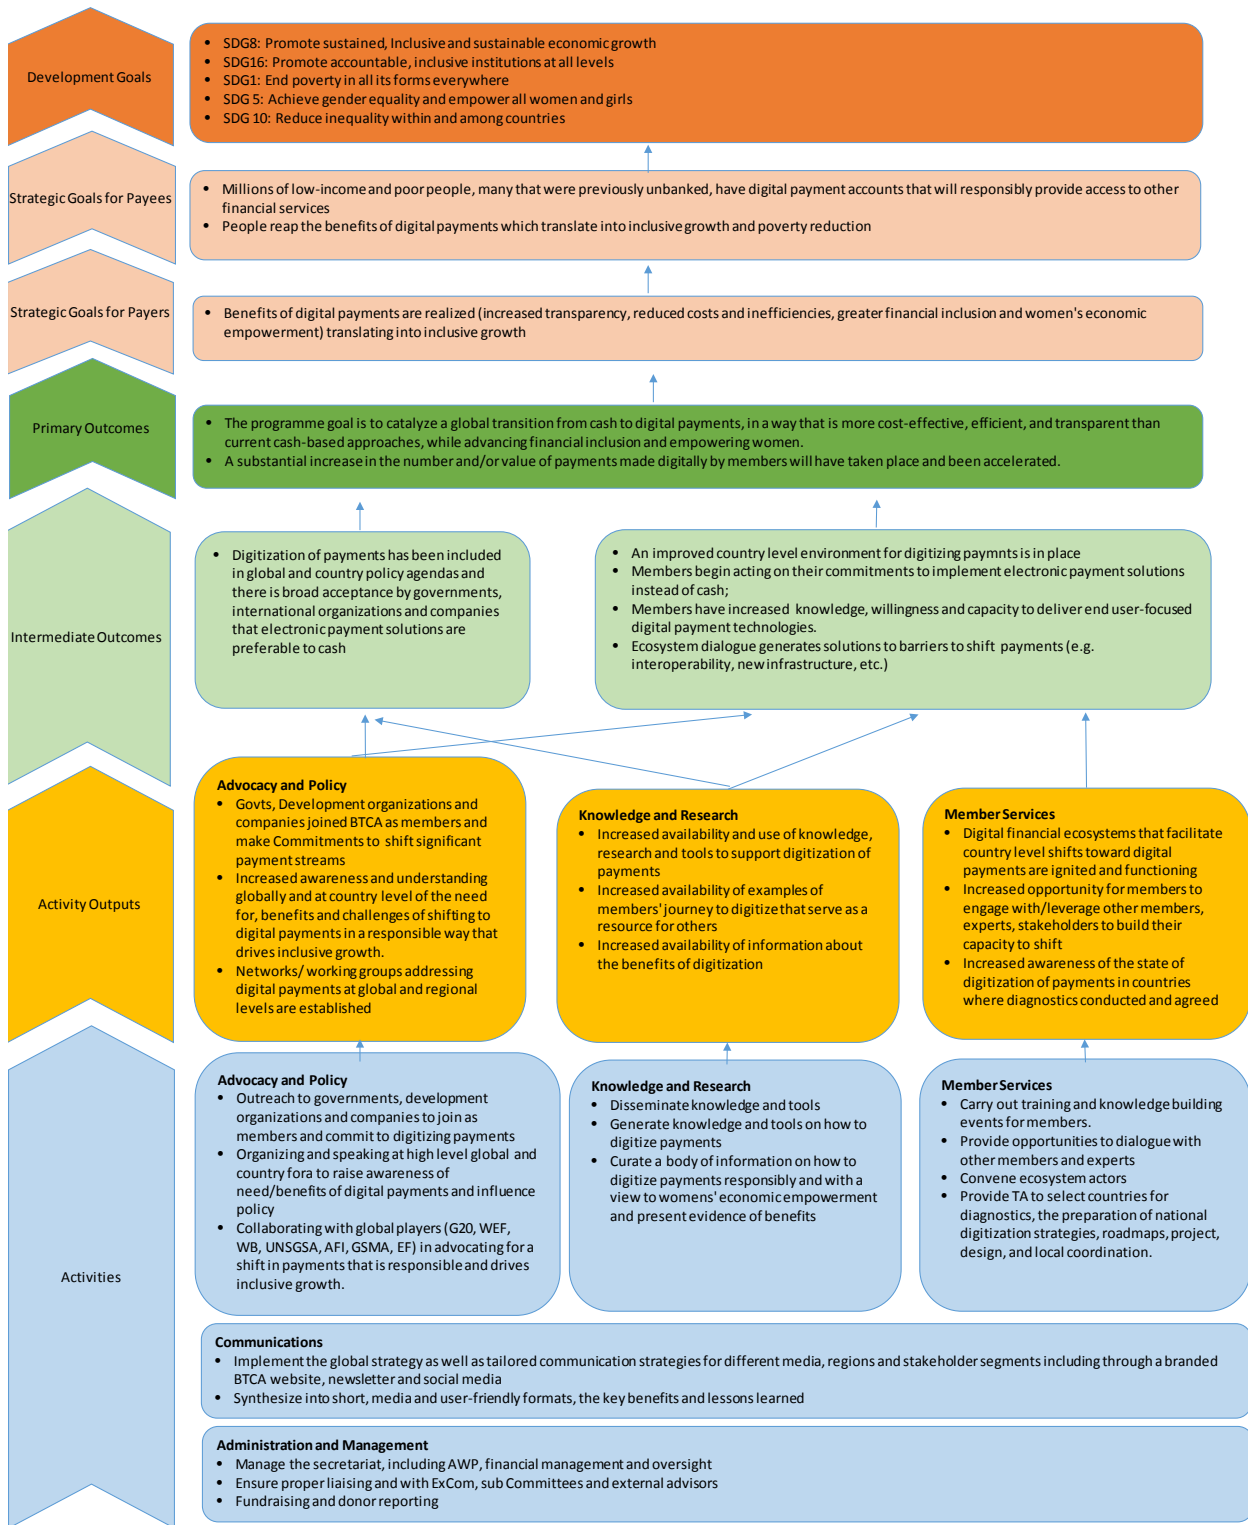 Development Goals
• SDG8: Promote sustained, Inclusive and sustainable economic growth
• SDG16: Promote accountable, inclusive institutions at all levels
• SDG1: End poverty in all its forms everywhere
• SDG 5: Achieve gender equality and empower all women and girls
• SDG 10: Reduce inequality within and among countries
Strategic Goals for Payees
• Millions of low-income and poor people, many that were previously unbanked, have digital payment accounts that will responsibly provide access to other
financial services
• People reap the benefits of digital payments which translate into inclusive growth and poverty reduction
Strategic Goals for Payers
• Benefits of digital payments are realized (increased transparency, reduced costs and inefficiencies, greater financial inclusion and women's economic
empowerment) translating into inclusive growth
Primary Outcomes
• The programme goal is to catalyze a global transition from cash to digital payments, in a way that is more cost-effective, efficient, and transparent than
current cash-based approaches, while advancing financial inclusion and empowering women.
• A substantial increase in the number and/or value of payments made digitally by members will have taken place and been accelerated.
Intermediate Outcomes
• Digitization of payments has been included
in global and country policy agendas and
there is broad acceptance by governments,
international organizations and companies
that electronic payment solutions are
preferable to cash
• An improved country level environment for digitizing paymnts is in place
• Members begin acting on their commitments to implement electronic payment solutions
instead of cash;
• Members have increased knowledge, willingness and capacity to deliver end user-focused
digital payment technologies.
• Ecosystem dialogue generates solutions to barriers to shift payments (e.g.
interoperability, new infrastructure, etc.)
Activity Outputs
Advocacy and Policy
• Govts, Development organizations and
companies joined BTCA as members and
make Commitments to shift significant
payment streams
• Increased awareness and understanding
globally and at country level of the need
for, benefits and challenges of shifting to
digital payments in a responsible way that
drives inclusive growth.
• Networks/ working groups addressing
digital payments at global and regional
levels are established
Knowledge and Research
• Increased availability and use of knowledge,
research and tools to support digitization of
payments
• Increased availability of examples of
members' journey to digitize that serve as a
resource for others
• Increased availability of information about
the benefits of digitization
Member Services
• Digital financial ecosystems that facilitate
country level shifts toward digital
payments are ignited and functioning
• Increased opportunity for members to
engage with/leverage other members,
experts, stakeholders to build their
capacity to shift
• Increased awareness of the state of
digitization of payments in countries
where diagnostics conducted and agreed
Activities
Advocacy and Policy
• Outreach to governments, development
organizations and companies to join as
members and commit to digitizing payments
• Organizing and speaking at high level global and
country fora to raise awareness of
need/benefits of digital payments and influence
policy
• Collaborating with global players (G20, WEF,
WB, UNSGSA, AFI, GSMA, EF) in advocating for a
shift in payments that is responsible and drives
inclusive growth.
Knowledge and Research
• Disseminate knowledge and tools
• Generate knowledge and tools on how to
digitize payments
• Curate a body of information on how to
digitize payments responsibly and with a
view to womens' economic empowerment
and present evidence of benefits
Member Services
• Carry out training and knowledge building
events for members.
• Provide opportunities to dialogue with
other members and experts
• Convene ecosystem actors
• Provide TA to select countries for
diagnostics, the preparation of national
digitization strategies, roadmaps, project,
design, and local coordination.
Communications
• Implement the global strategy as well as tailored communication strategies for different media, regions and stakeholder segments including through a branded
BTCA website, newsletter and social media
• Synthesize into short, media and user-friendly formats, the key benefits and lessons learned
Administration and Management
• Manage the secretariat, including AWP, financial management and oversight
• Ensure proper liaising and with ExCom, sub Committees and external advisors
• Fundraising and donor reporting